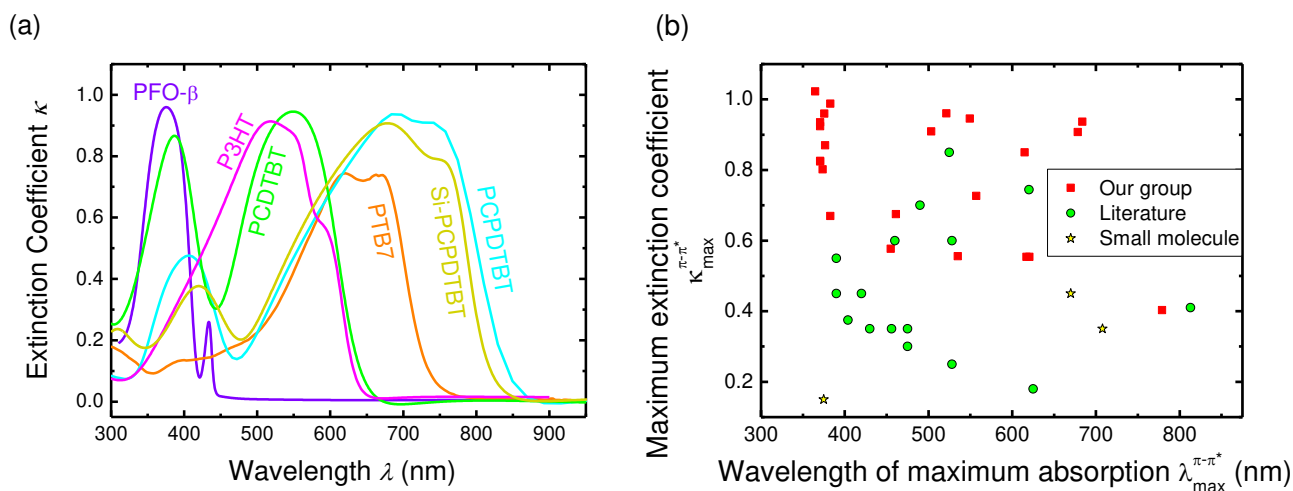 (a)
Extinction Coefficient κ
1.0
0.8
0.6
0.4
0.2
0.0
PFO-β
P3HT
PCDTBT
PTB7
Si-PCPDTBT
PCPDTBT
300 400 500 600 700 800 900
Wavelength λ (nm)
(b)
Maximum extinction coefficient
κ_max^π-π*
1.0
0.8
0.6
0.4
0.2
Our group
Literature
Small molecule
300 400 500 600 700 800
Wavelength of maximum absorption λ_max^π-π* (nm)